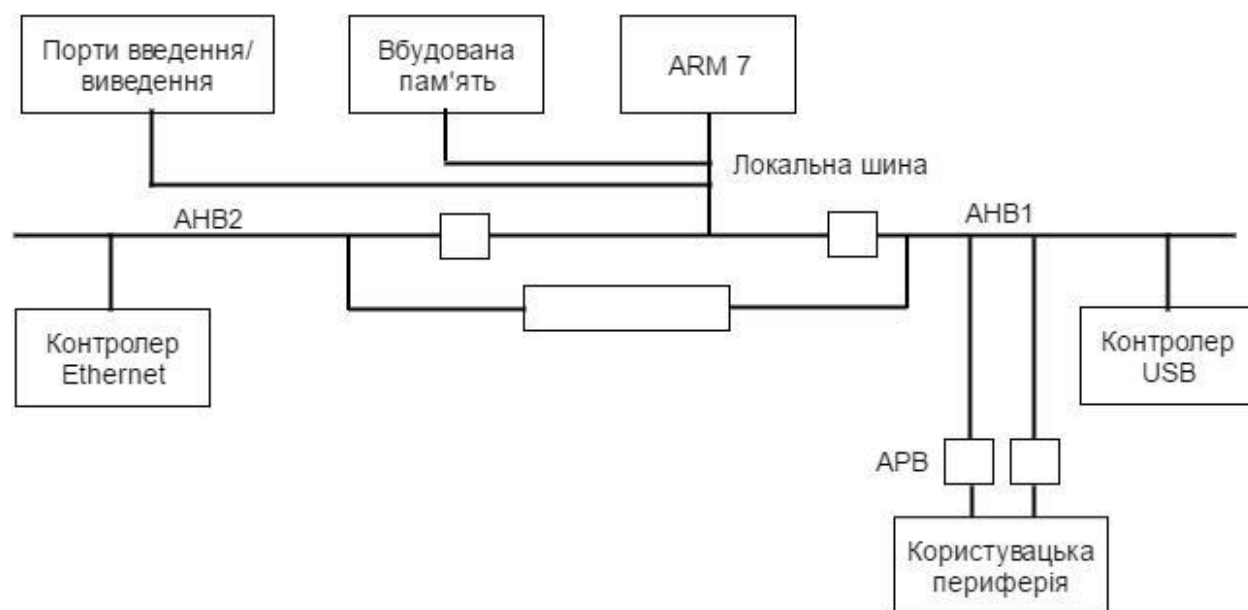 Порти введення/
виведення
Вбудована
пам'ять
ARM 7
Локальна шина
AHB2
AHB1
Контролер
Ethernet
Контролер
USB
APB
Користувацька
периферія